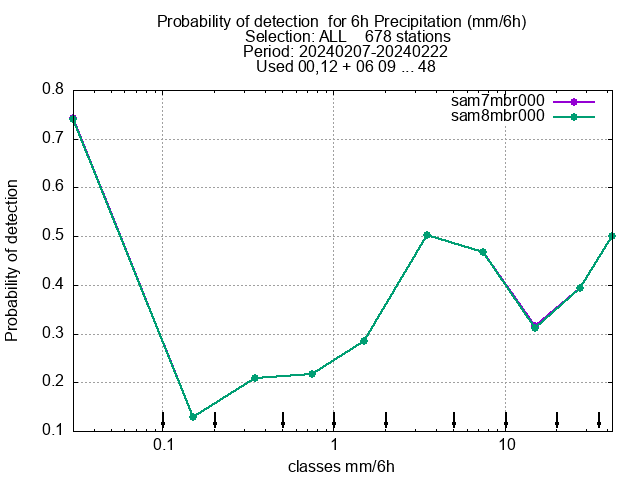 Probability of detection  for 6h Precipitation (mm/6h)
Selection: ALL    678 stations
Period: 20240207-20240222
Used 00,12 + 06 09 ... 48
sam7mbr000
sam8mbr000
0.8
0.7
0.6
0.5
0.4
0.3
0.2
0.1
Probability of detection
0.1
1
10
classes mm/6h